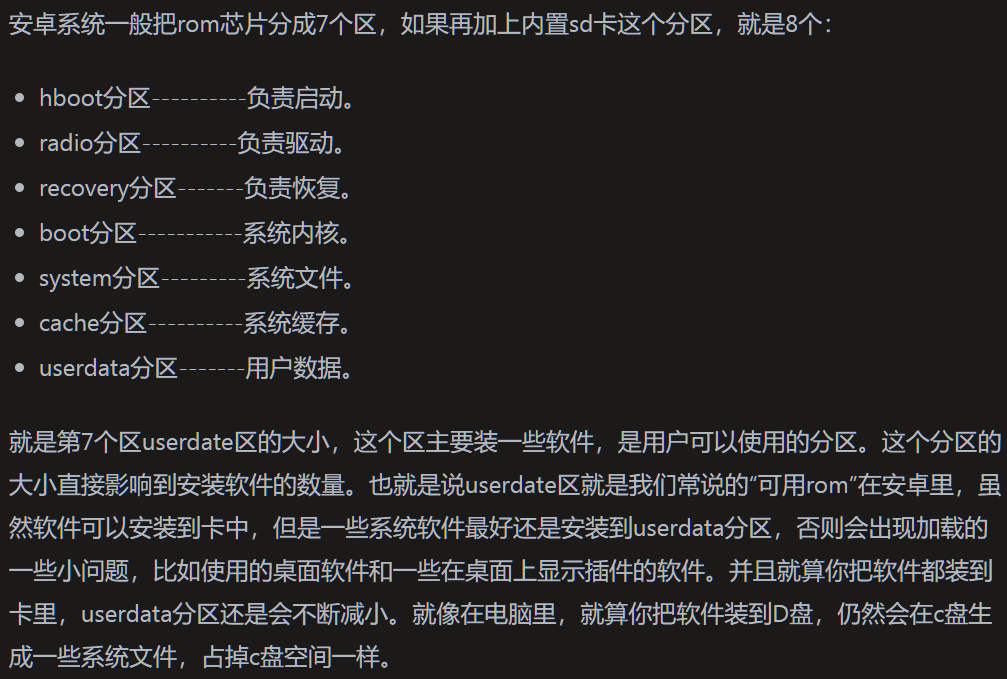 安卓系统一般把rom芯片分成7个区，如果再加上内置sd卡这个分区，就是8个：
hboot分区----------负责启动。
radio分区----------负责驱动。
recovery分区-------负责恢复。
boot分区-----------系统内核。
system分区---------系统文件。
cache分区----------系统缓存。
userdata分区-------用户数据。
就是第7个区userdate区的大小，这个区主要装一些软件，是用户可以使用的分区。这个分区的
大小直接影响到安装软件的数量。也就是说userdate区就是我们常说的“可用rom”在安卓里，虽
然软件可以安装到卡中，但是一些系统软件最好还是安装到userdata分区，否则会出现加载的
一些小问题，比如使用的桌面软件和一些在桌面上显示插件的软件。并且就算你把软件都装到
卡里，userdata分区还是会不断减小。就像在电脑里，就算你把软件装到D盘，仍然会在c盘生
成一些系统文件，占掉c盘空间一样。